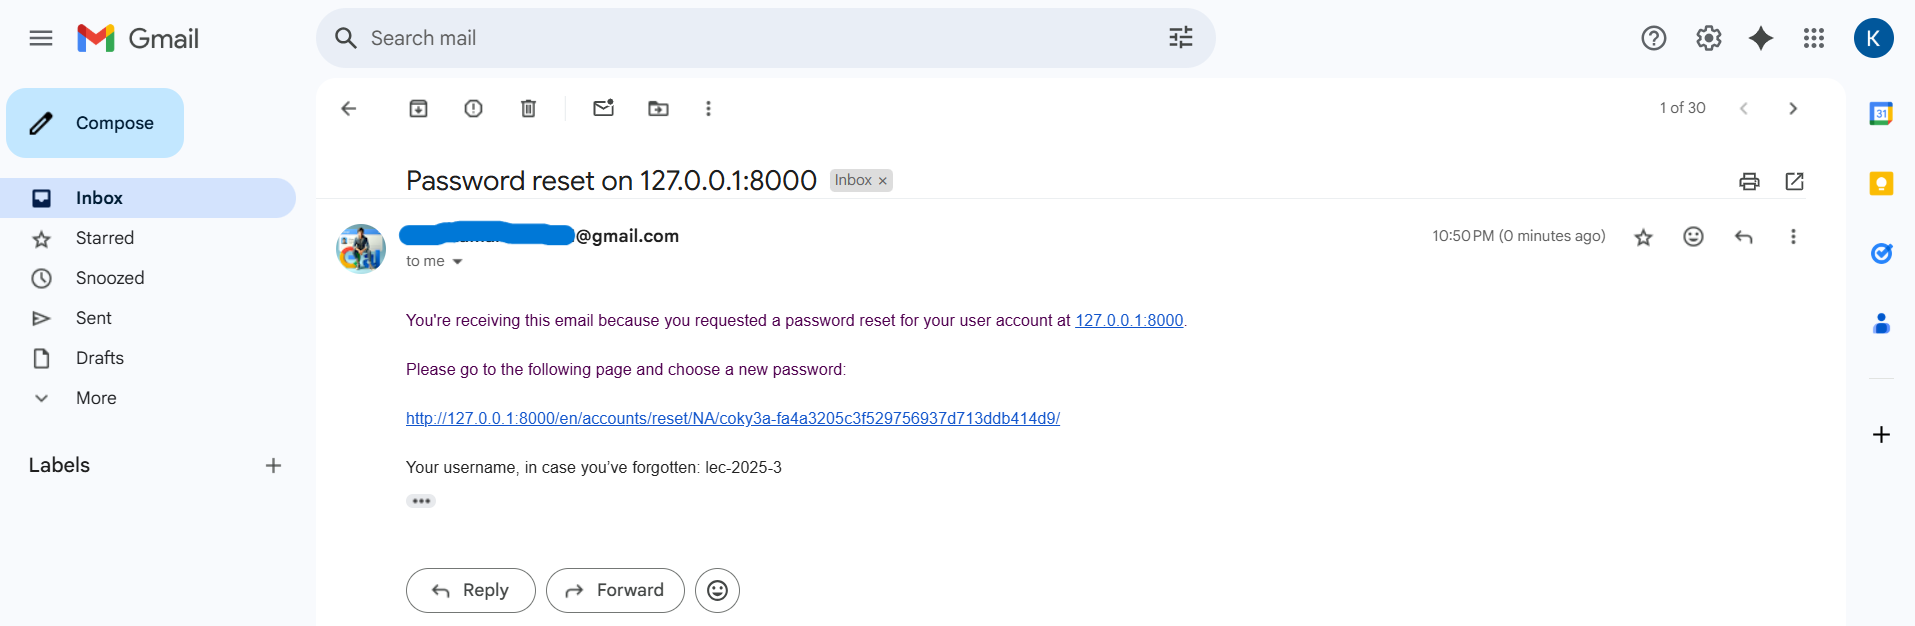 Gmail
Search mail
K
Compose
1 of 30
31
Password reset on 127.0.0.1:8000
Inbox ×
Inbox
Starred
@gmail.com
10:50 PM (0 minutes ago)
to me
Snoozed
Sent
You're receiving this email because you requested a password reset for your user account at 127.0.0.1:8000.
Drafts
Please go to the following page and choose a new password:
More
http://127.0.0.1:8000/en/accounts/reset/NA/coky3a-fa4a3205c3f529756937d713ddb414d9/
Labels
Your username, in case you’ve forgotten: lec-2025-3
Reply
Forward